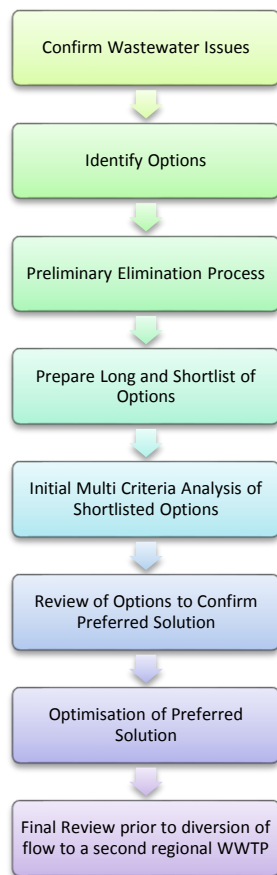 Confirm Wastewater Issues
Identify Options
Preliminary Elimination Process
Prepare Long and Shortlist of
Options
Initial Multi Criteria Analysis of
Shortlisted Options
Review of Options to Confirm
Preferred Solution
Optimisation of Preferred
Solution
Final Review prior to diversion of
flow to a second regional WWTP